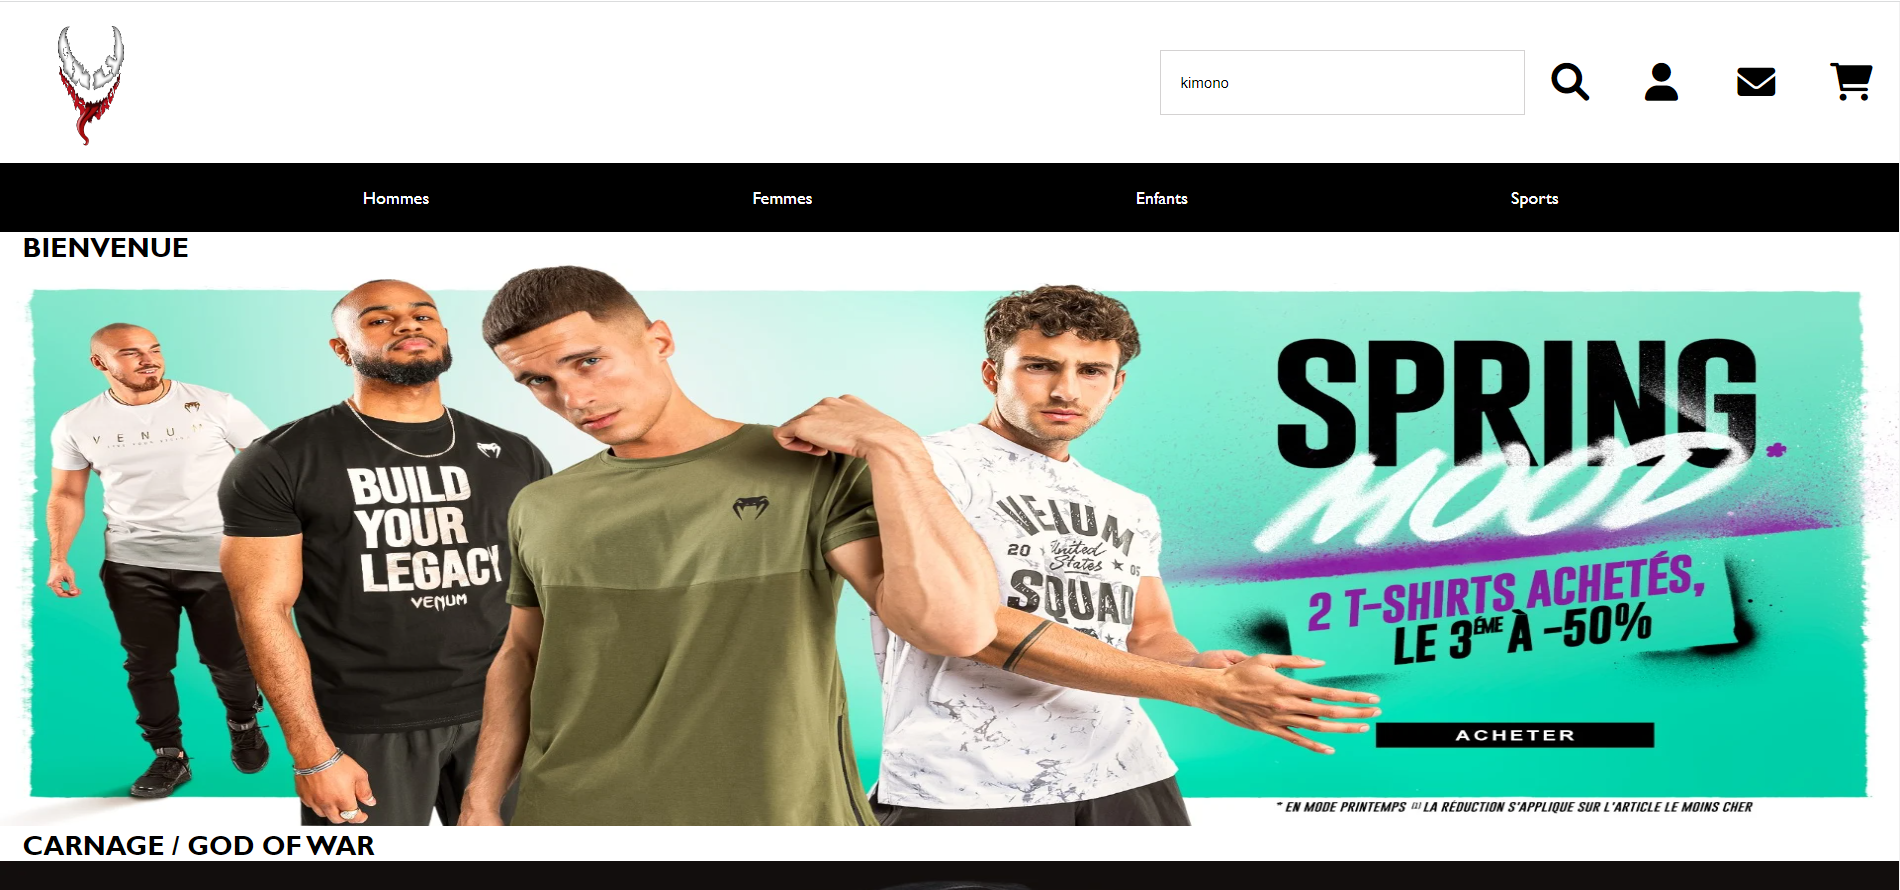 kimono
Hommes
Femmes
Enfants
Sports
BIENVENUE
VENUM
BUILD
YOUR
LEGACY
VENUM
VENUM
20 United 05
States
SQUAD
SPRING
MOOD*
2 T-SHIRTS ACHETÉS,
LE 3ÉME À -50%
ACHETER
* EN MODE PRINTEMPS (1) LA RÉDUCTION S'APPLIQUE SUR L'ARTICLE LE MOINS CHER
CARNAGE / GOD OF WAR